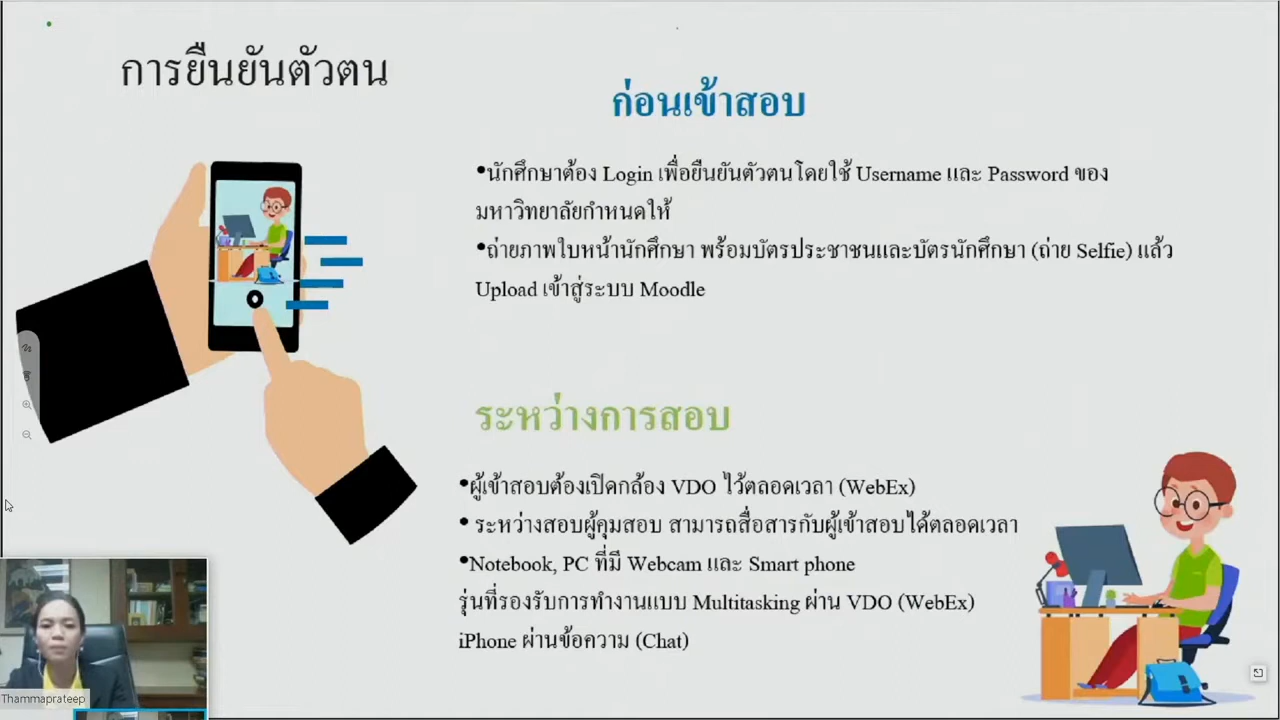 การยืนยันตัวตน
ก่อนเข้าสอบ
•นักศึกษาต้อง Login เพื่อยืนยันตัวตนโดยใช้ Username และ Password ของ
มหาวิทยาลัยกำหนดให้
•ถ่ายภาพใบหน้านักศึกษา พร้อมบัตรประชาชนและบัตรนักศึกษา (ถ่าย Selfie) แล้ว
Upload เข้าสู่ระบบ Moodle
ระหว่างการสอบ
•ผู้เข้าสอบต้องเปิดกล้อง VDO ไว้ตลอดเวลา (WebEx)
• ระหว่างสอบผู้คุมสอบ สามารถสื่อสารกับผู้เข้าสอบได้ตลอดเวลา
•Notebook, PC ที่มี Webcam และ Smart phone
รุ่นที่รองรับการทำงานแบบ Multitasking ผ่าน VDO (WebEx)
iPhone ผ่านข้อความ (Chat)
Thammaprateep